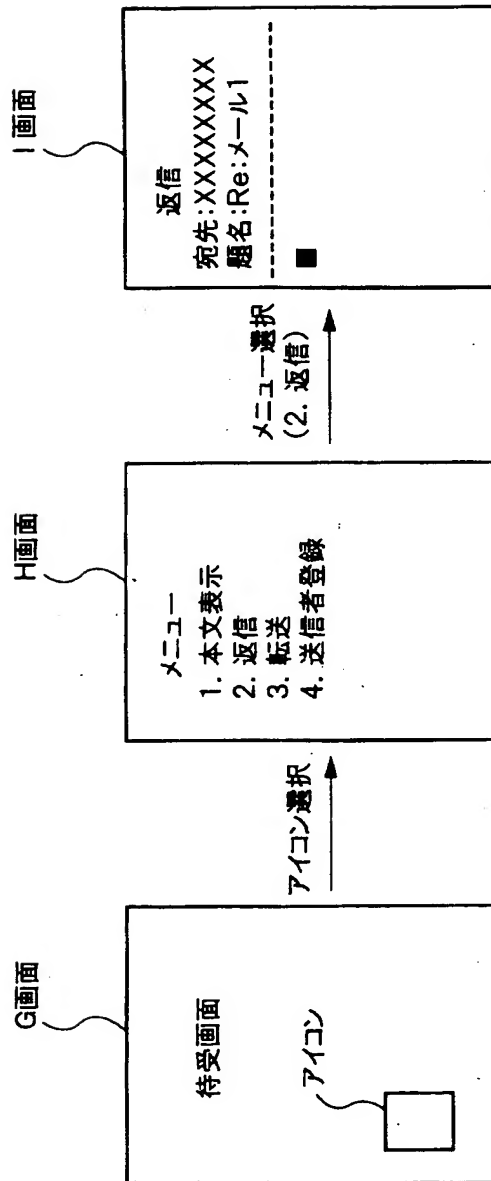 G画面
待受画面
アイコン
アイコン選択
H画面
メニュー
1. 本文表示
2. 返信
3. 転送
4. 送信者登録
メニュー選択
(2. 返信)
I画面
返信
宛先:XXXXXXXXX
題名:Re:メール1